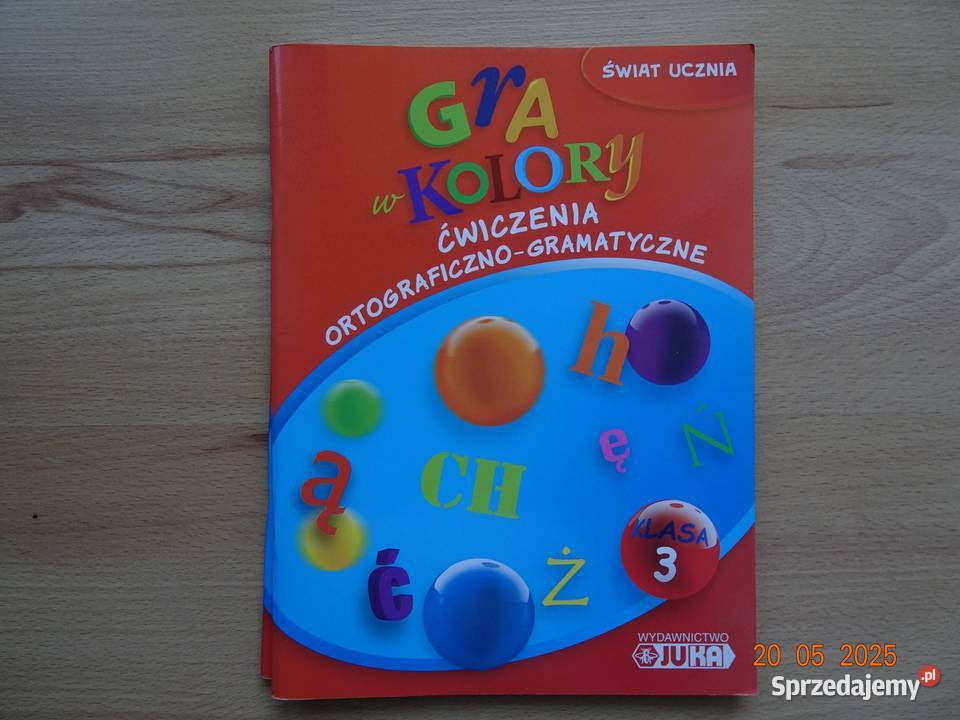 ŚWIAT UCZNIA
GrA
w KOLORY
ĆWICZENIA
ORTOGRAFICZNO-GRAMATYCZNE
h
ę Ń
ą CH
KLASA
3
ć Ż
WYDAWNICTWO
JUKA
20 05 2025
Sprzedajemy.pl